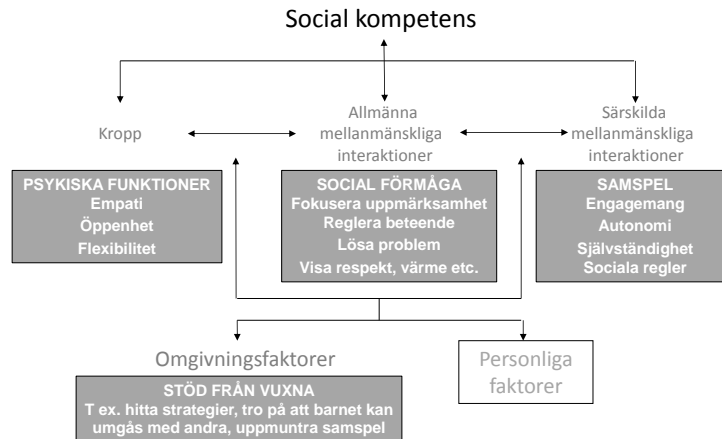 Social kompetens
Kropp
Allmänna
mellanmänskliga
interaktioner
Särskilda
mellanmänskliga
interaktioner
PSYKISKA FUNKTIONER
Empati
Öppenhet
Flexibilitet
SOCIAL FÖRMÅGA
Fokusera uppmärksamhet
Reglera beteende
Lösa problem
Visa respekt, värme etc.
SAMSPEL
Engagemang
Autonomi
Självständighet
Sociala regler
Omgivningsfaktorer
STÖD FRÅN VUXNA
T ex. hitta strategier, tro på att barnet kan
umgås med andra, uppmuntra samspel
Personliga
faktorer